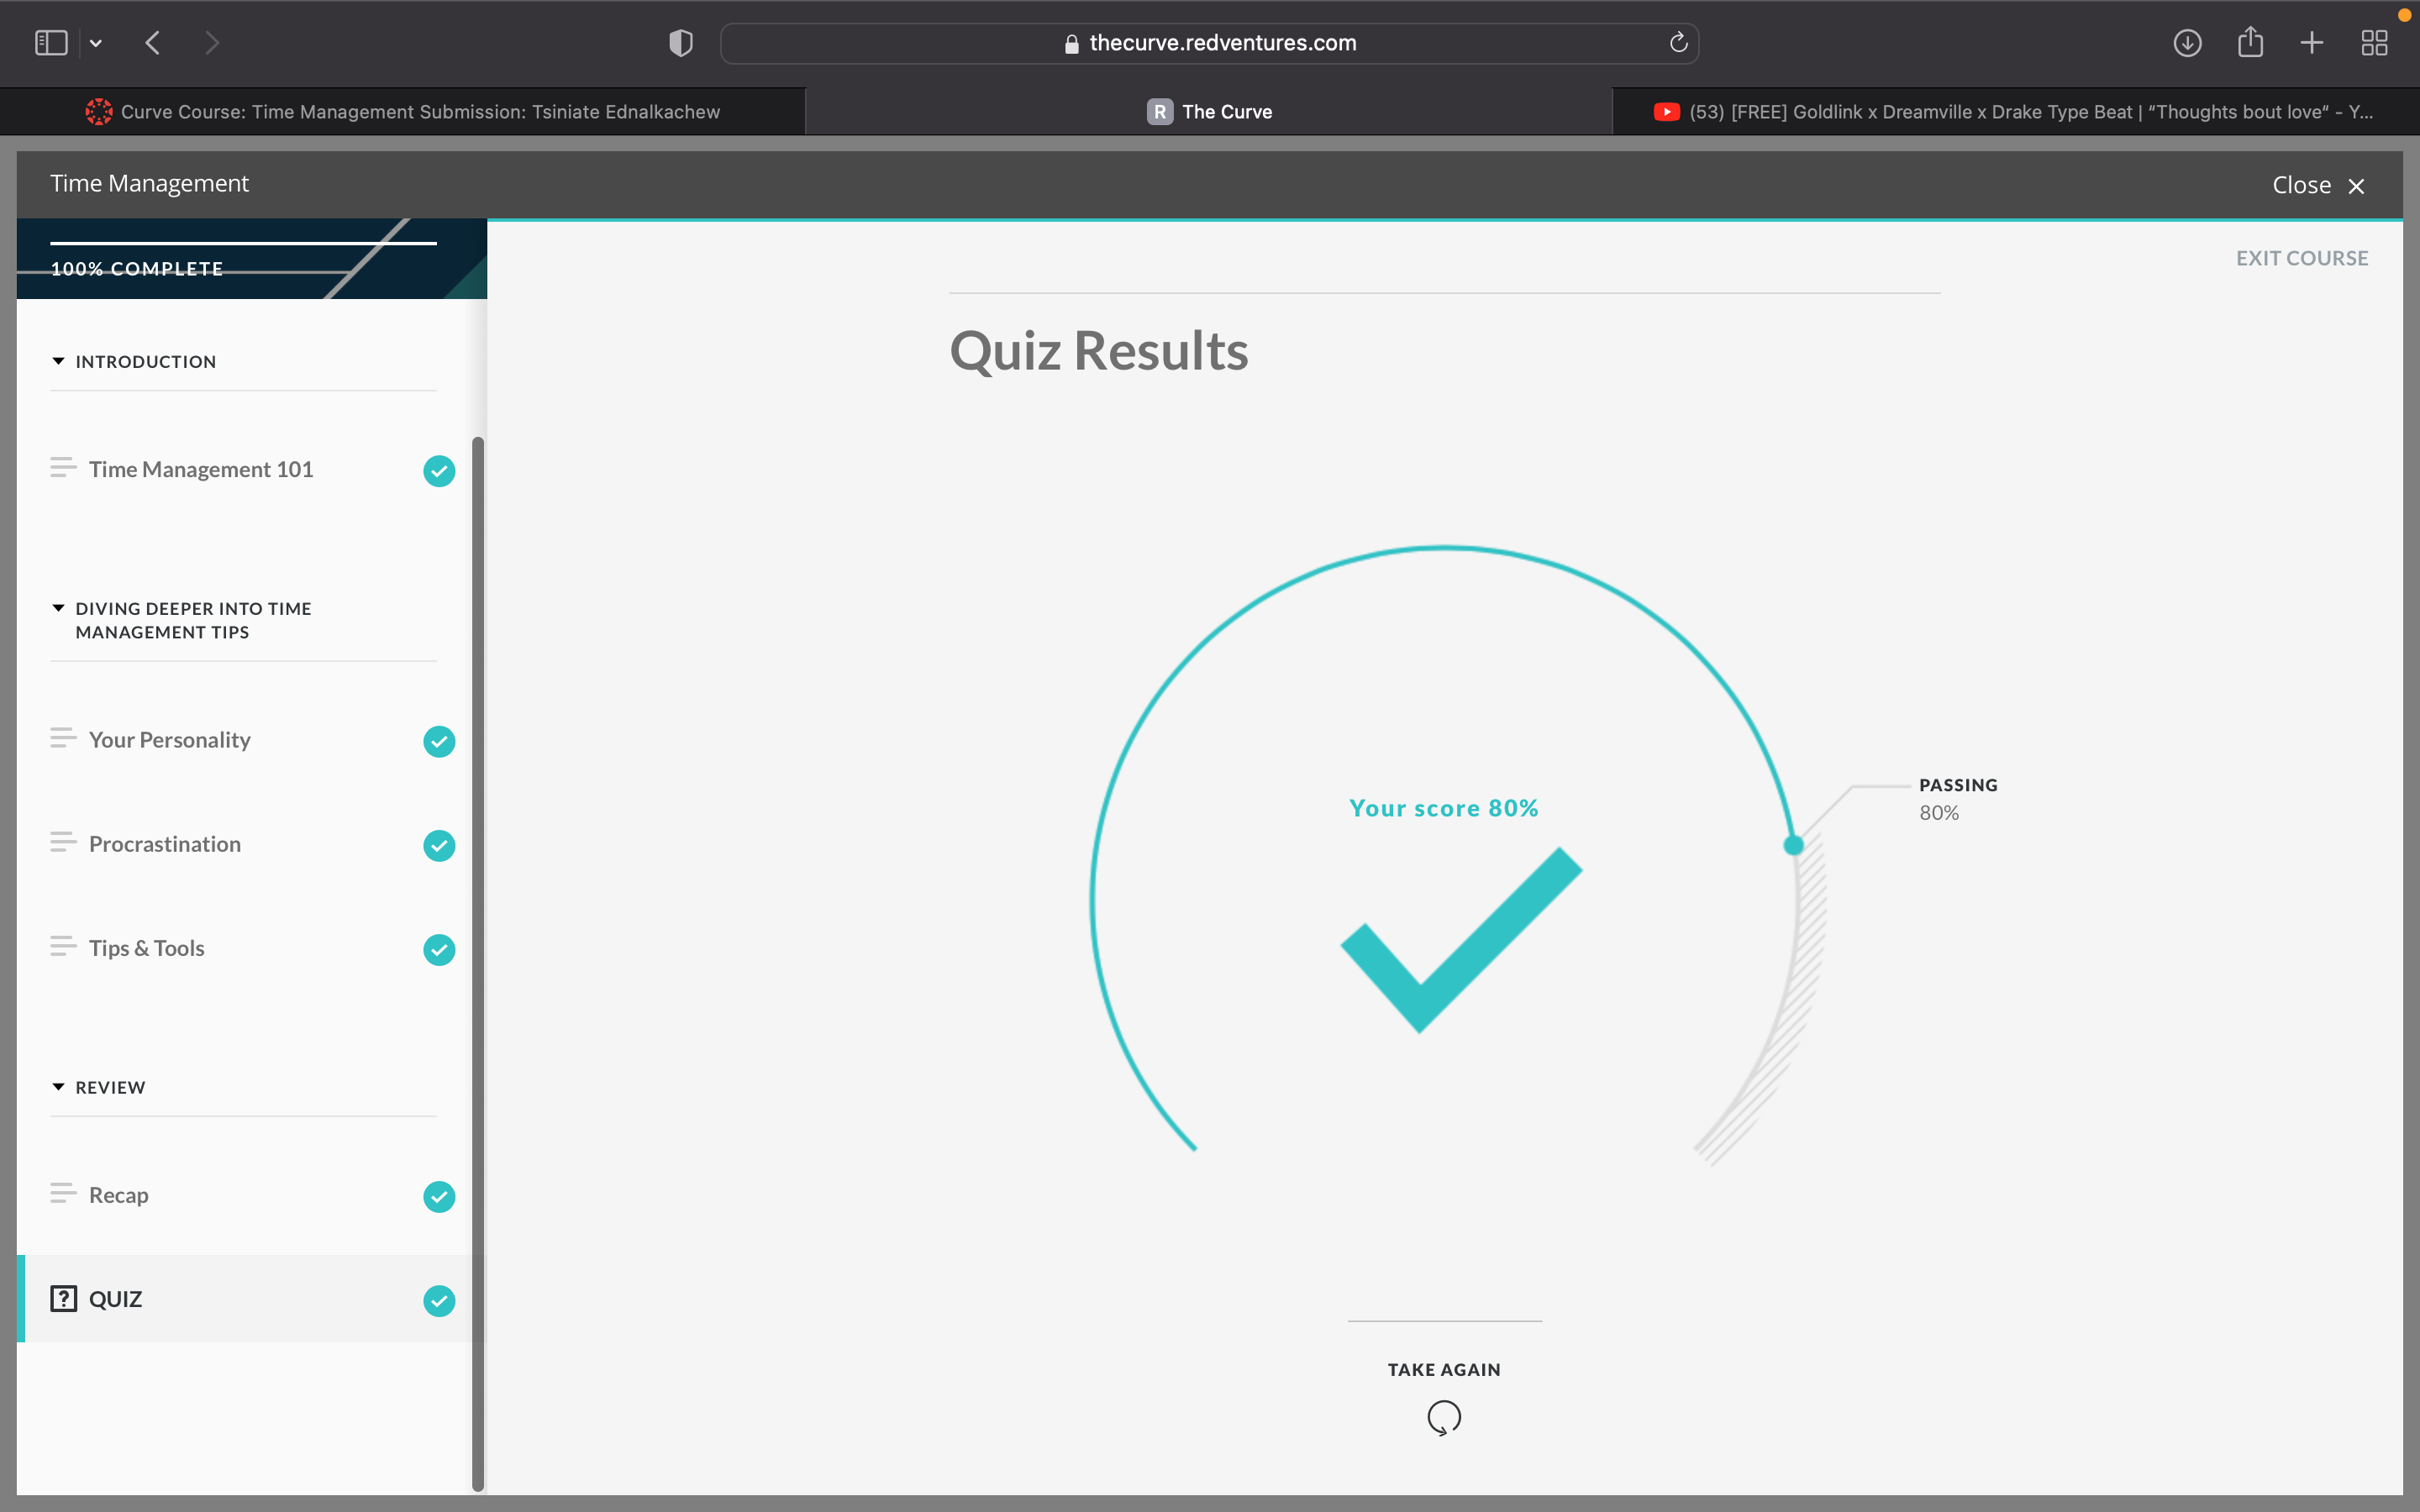 thecurve.redventures.com
Curve Course: Time Management Submission: Tsiniate Ednalkachew
R The Curve
(53) [FREE] Goldlink x Dreamville x Drake Type Beat | “Thoughts bout love” - Y...
Time Management
Close
100% COMPLETE
EXIT COURSE
INTRODUCTION
Time Management 101
DIVING DEEPER INTO TIME
MANAGEMENT TIPS
Your Personality
Procrastination
Tips & Tools
REVIEW
Recap
? QUIZ
Quiz Results
Your score 80%
PASSING
80%
TAKE AGAIN